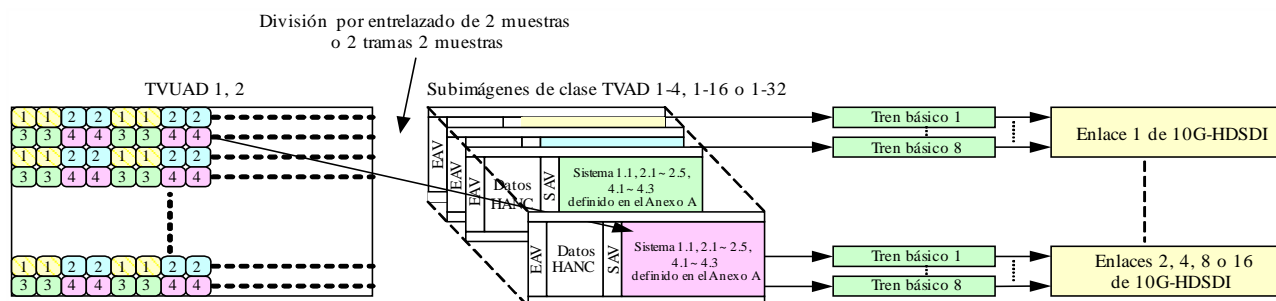 División por entrelazado de 2 muestras
o 2 tramas 2 muestras
TVUAD 1, 2
Subimágenes de clase TVAD 1-4, 1-16 o 1-32
1 1 2 2 1 1 2 2
3 3 4 4 3 3 4 4
1 1 2 2 1 1 2 2
3 3 4 4 3 3 4 4
1 1 2 2 1 1 2 2
3 3 4 4 3 3 4 4
EAV
EAV
EAV
Datos
HANC
SAV
Sistema 1.1, 2.1~ 2.5,
4.1~ 4.3
definido en el Anexo A
EAV
Datos
HANC
SAV
Sistema 1.1, 2.1~ 2.5,
4.1~ 4.3
definido en el Anexo A
Tren básico 1
Tren básico 8
Enlace 1 de 10G-HDSDI
Tren básico 1
Tren básico 8
Enlaces 2, 4, 8 o 16
de 10G-HDSDI